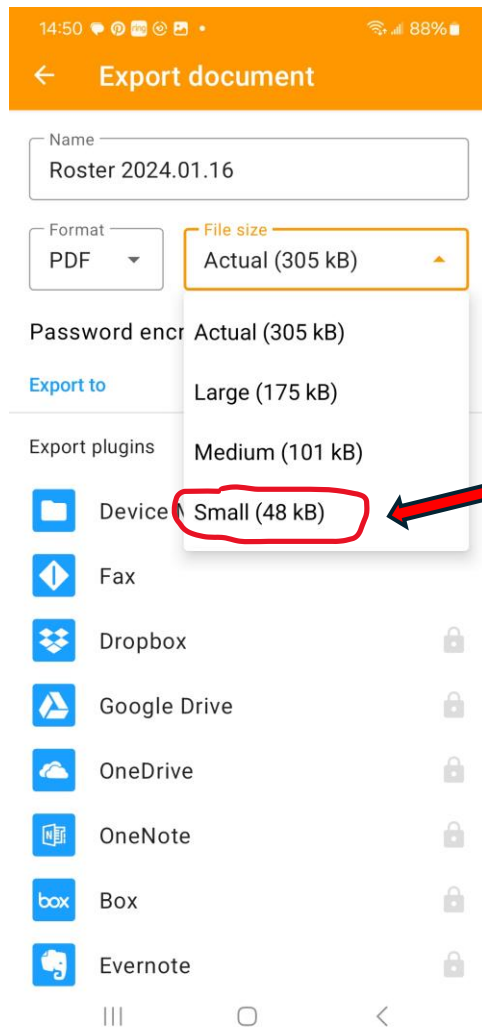 14:50 88%
Export document
Name
Roster 2024.01.16
Format File size
PDF Actual (305 kB)
Password encr Actual (305 kB)
Export to Large (175 kB)
Export plugins Medium (101 kB)
Device Small (48 kB)
Fax
Dropbox
Google Drive
OneDrive
OneNote
box Box
Evernote